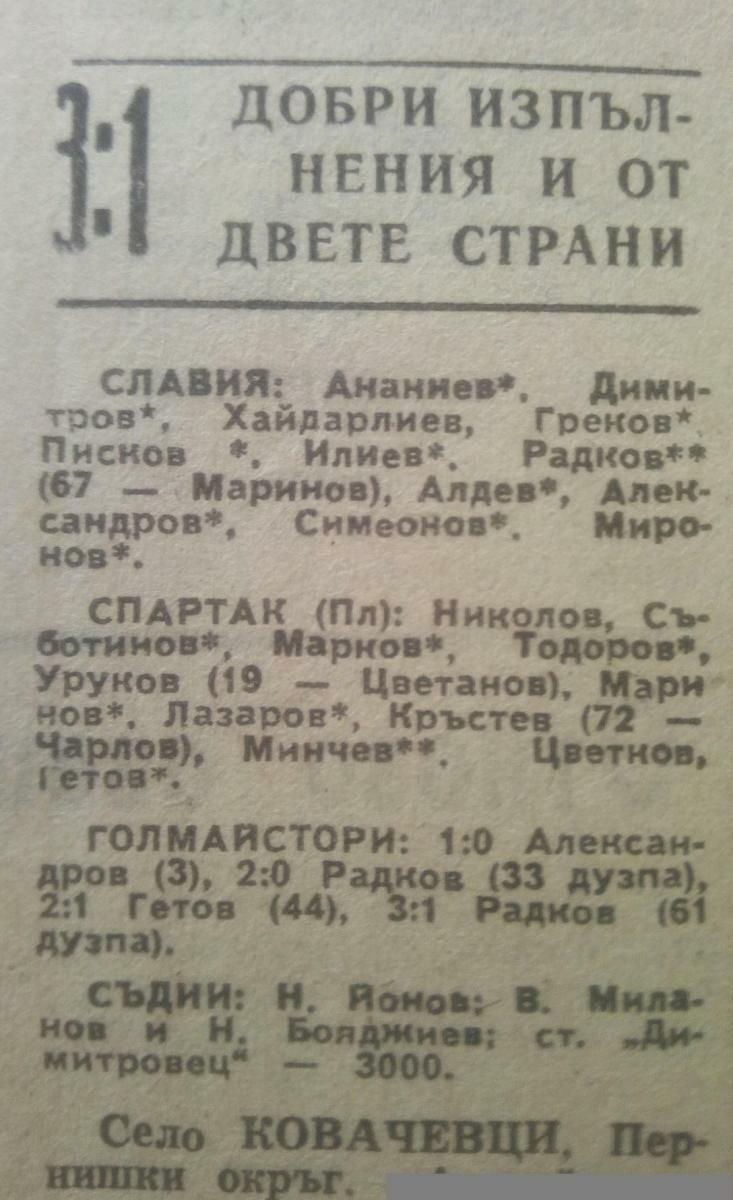 3:1
ДОБРИ ИЗПЪЛ-
НЕНИЯ И ОТ
ДВЕТЕ СТРАНИ
СЛАВИЯ: Ананиев*, Дими-
тров*, Хайдарлиев, Греков*,
Писков *, Илиев*, Радков**
(67 — Маринов), Алдев*, Алек-
сандров*, Симеонов*, Миро-
нов*.
СПАРТАК (Пл): Николов, Съ-
ботинов*, Марков*, Тодоров*,
Уруков (19 — Цветанов), Мари
нов*, Лазаров*, Кръстев (72 —
Чарлов), Минчев**, Цветков,
Гетов*.
ГОЛМАЙСТОРИ: 1:0 Алексан-
дров (3), 2:0 Радков (33 дузпа),
2:1 Гетов (44), 3:1 Радков (61
дузпа).
СЪДИИ: Н. Йонов; В. Мила-
нов и Н. Бояджиев; ст. „Ди-
митровец“ — 3000.
Село КОВАЧЕВЦИ, Пер-
нишки окръг.